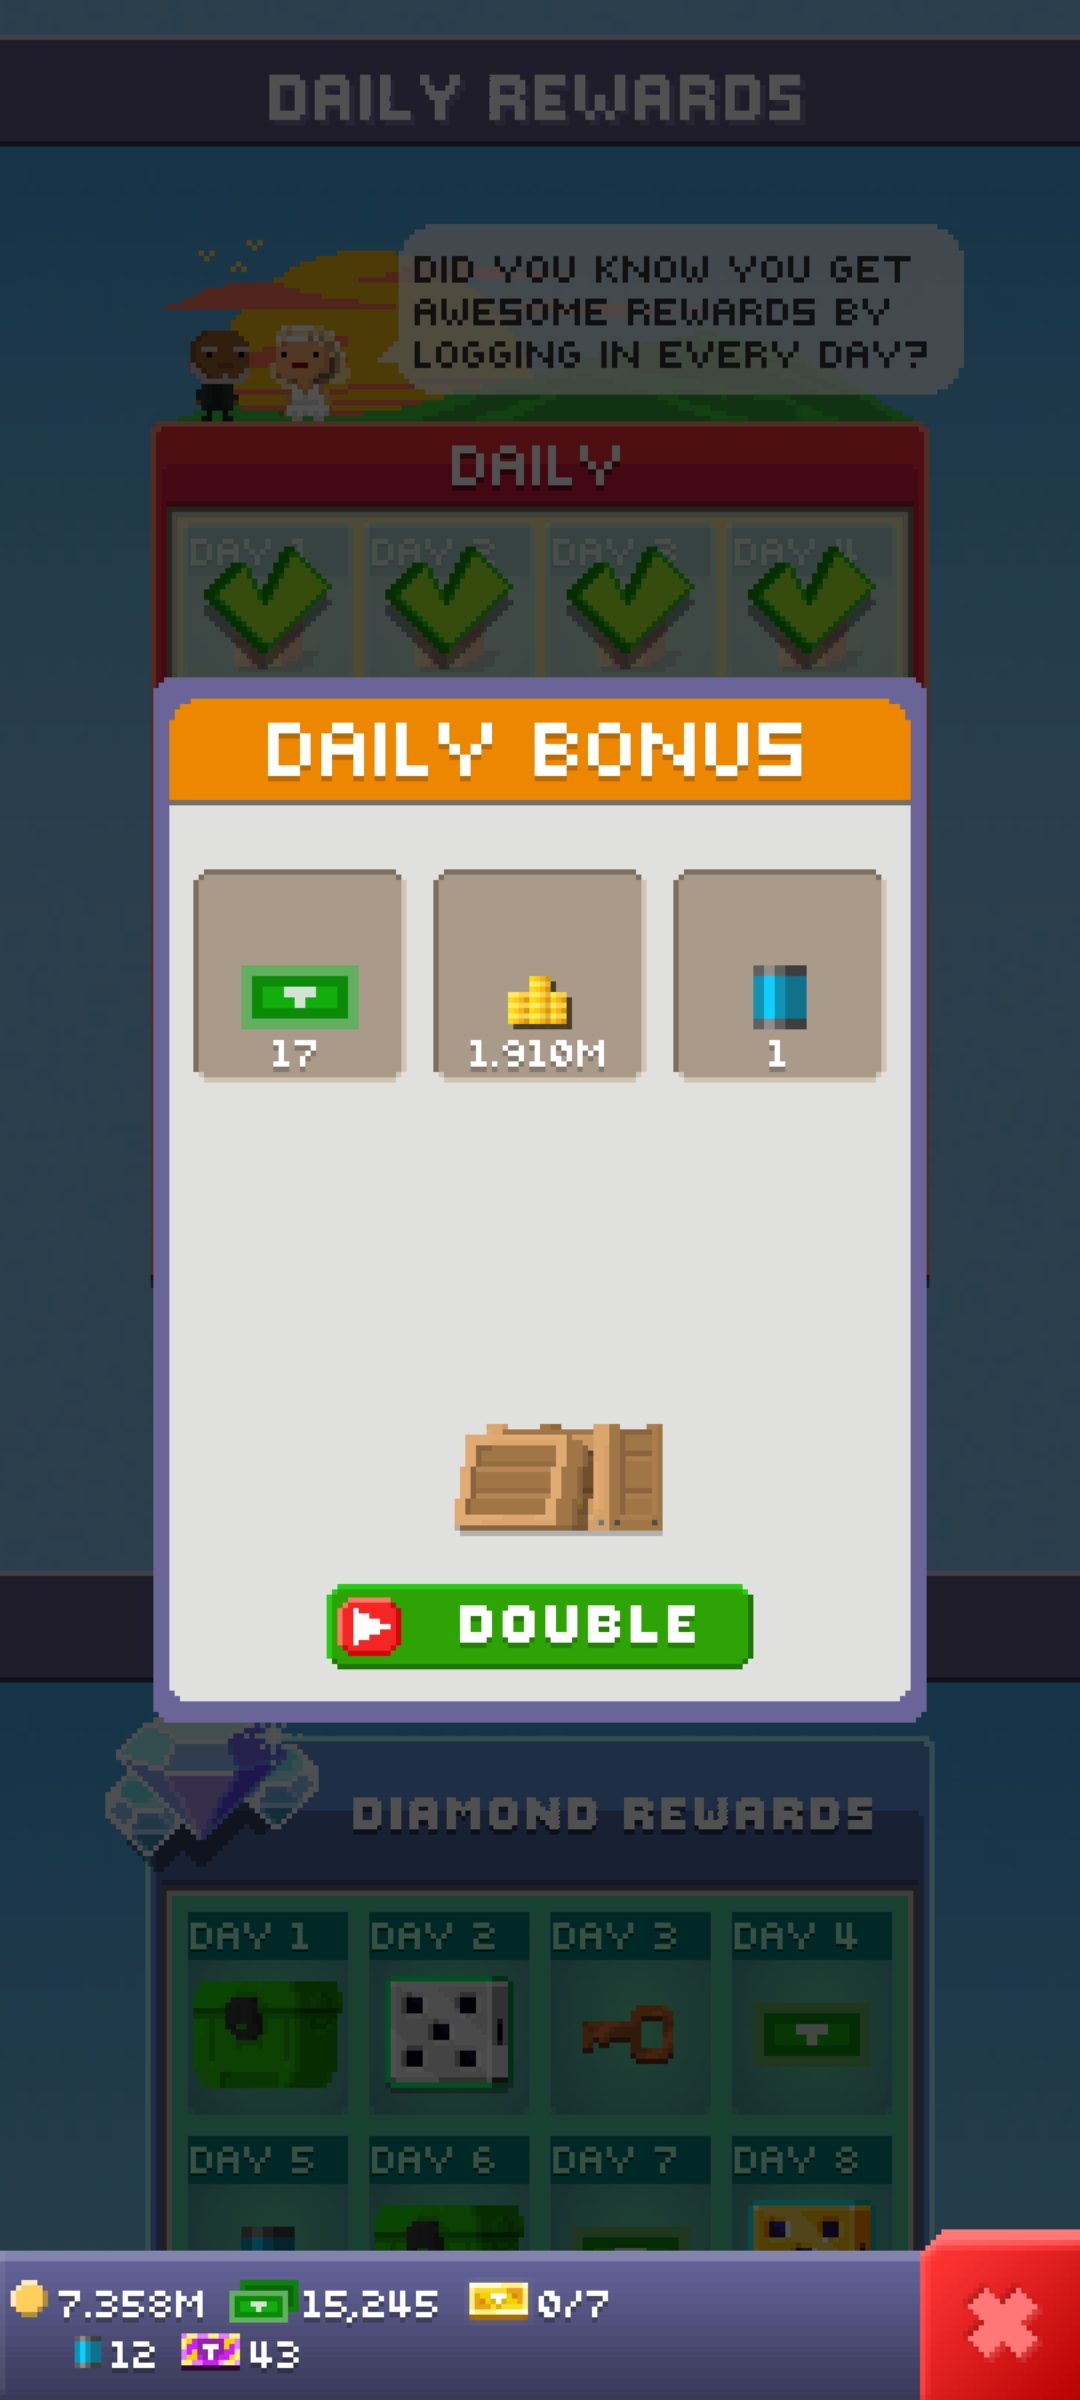 DAILY REWARDS
DID YOU KNOW YOU GET
AWESOME REWARDS BY
LOGGING IN EVERY DAY?
DAILY
DAY 1 DAY 2 DAY 3 DAY 4
DAILY BONUS
17 1.910M 1
DOUBLE
DIAMOND REWARDS
DAY 1 DAY 2 DAY 3 DAY 4
DAY 5 DAY 6 DAY 7 DAY 8
7.358M 15,245 0/7
12 43